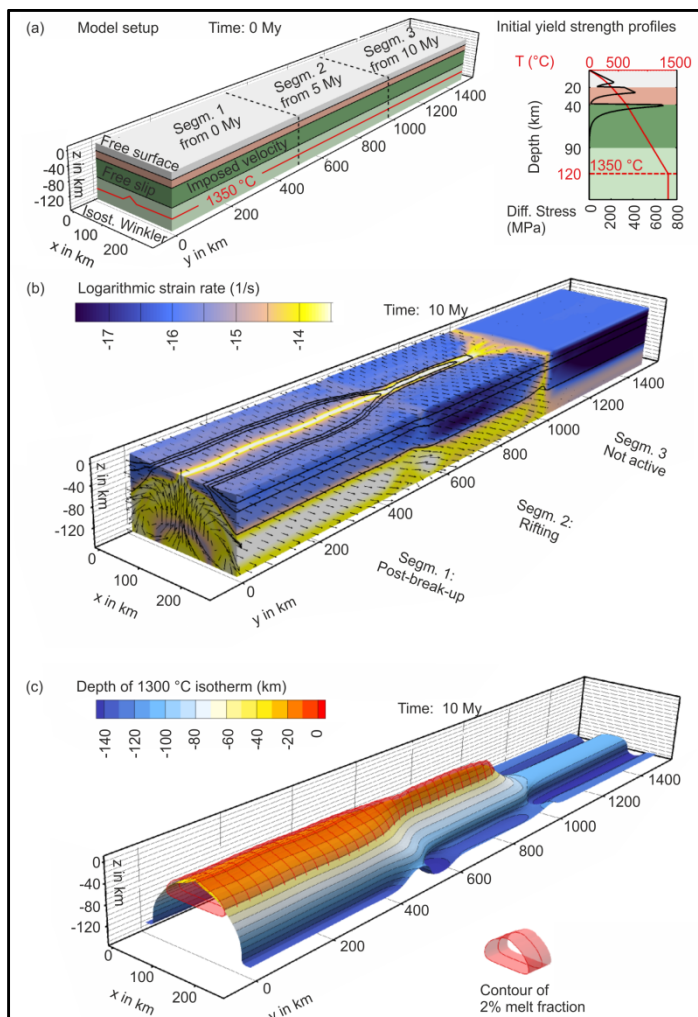 (a) Model setup Time: 0 My
Initial yield strength profiles
T (°C) 0 500 1500
Segm. 1
from 0 My
Segm. 2
from 5 My
Segm. 3
from 10 My
Free surface
Free slip
Imposed velocity
1350 °C
Isost. Winkler
z in km
0
-40
-80
-120
x in km
0
100
200
y in km
0
200
400
600
800
1000
1200
1400
Depth (km)
20
40
90
120
1350 °C
Diff. Stress
(MPa)
0 400 800
(b) Logarithmic strain rate (1/s)
Time: 10 My
-17
-16
-15
-14
z in km
0
-40
-80
-120
x in km
0
100
200
y in km
0
200
400
600
800
1000
1200
1400
Segm. 3
Not active
Segm. 2:
Rifting
Segm. 1:
Post-break-up
(c) Depth of 1300 °C isotherm (km)
Time: 10 My
-140
-120
-100
-80
-60
-40
-20
0
z in km
0
-40
-80
-120
x in km
0
100
200
y in km
0
200
400
600
800
1000
1200
1400
Contour of
2% melt fraction